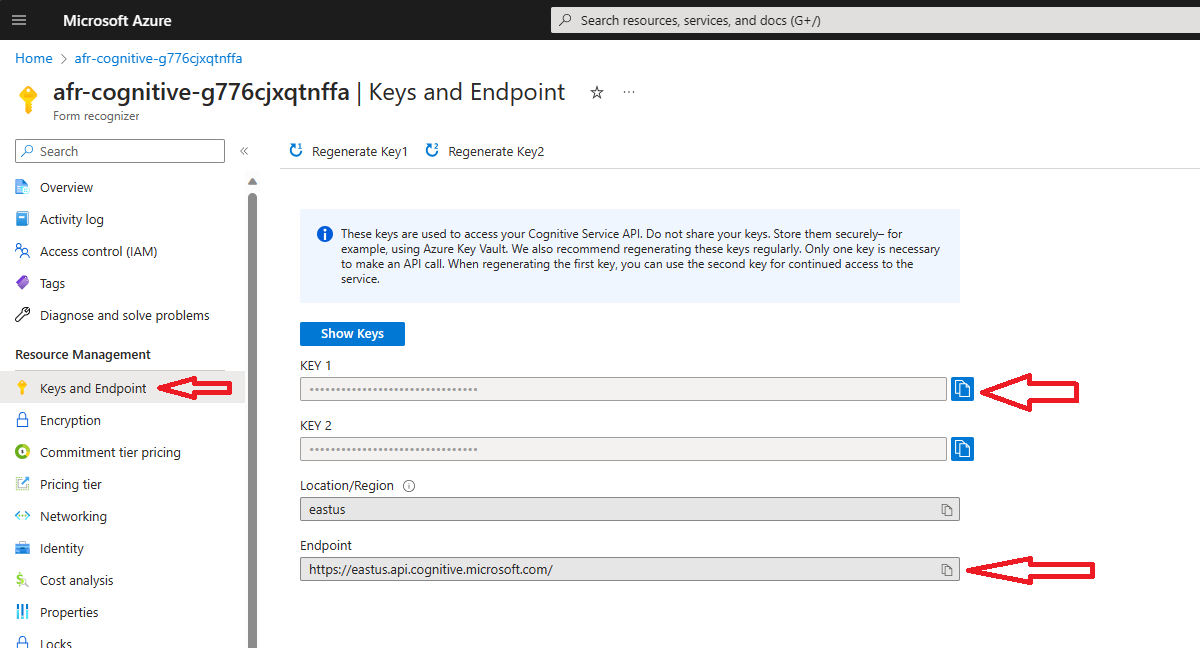 Microsoft Azure
Search resources, services, and docs (G+/)
Home > afr-cognitive-g776cjxqtnffa
afr-cognitive-g776cjxqtnffa | Keys and Endpoint ☆ ...
Form recognizer
Search «
Regenerate Key1 Regenerate Key2
Overview
Activity log
Access control (IAM)
Tags
Diagnose and solve problems
Resource Management
Keys and Endpoint
Encryption
Commitment tier pricing
Pricing tier
Networking
Identity
Cost analysis
Properties
Locks
These keys are used to access your Cognitive Service API. Do not share your keys. Store them securely– for
example, using Azure Key Vault. We also recommend regenerating these keys regularly. Only one key is necessary
to make an API call. When regenerating the first key, you can use the second key for continued access to the
service.
Show Keys
KEY 1
••••••••••••••••••••••••••••••••
KEY 2
••••••••••••••••••••••••••••••••
Location/Region
eastus
Endpoint
https://eastus.api.cognitive.microsoft.com/